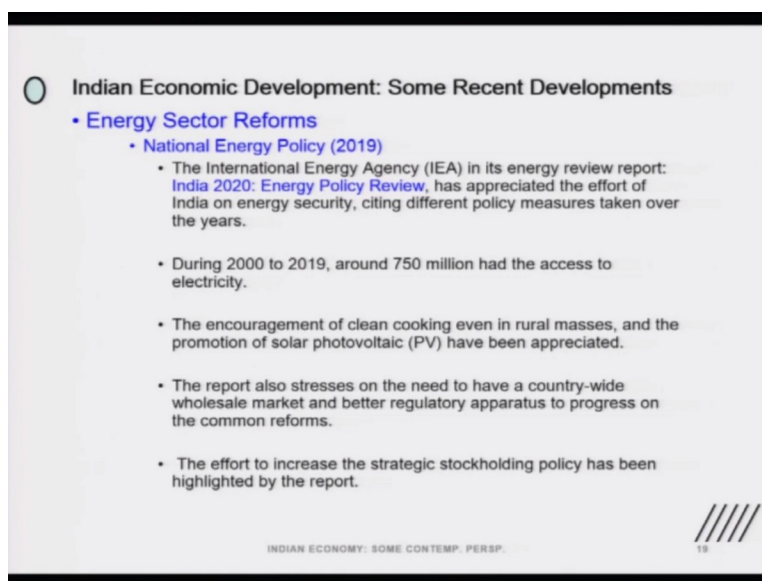 Indian Economic Development: Some Recent Developments
• Energy Sector Reforms
• National Energy Policy (2019)
• The International Energy Agency (IEA) in its energy review report:
India 2020: Energy Policy Review, has appreciated the effort of
India on energy security, citing different policy measures taken over
the years.
• During 2000 to 2019, around 750 million had the access to
electricity.
• The encouragement of clean cooking even in rural masses, and the
promotion of solar photovoltaic (PV) have been appreciated.
• The report also stresses on the need to have a country-wide
wholesale market and better regulatory apparatus to progress on
the common reforms.
• The effort to increase the strategic stockholding policy has been
highlighted by the report.
INDIAN ECONOMY: SOME CONTEMP. PERSP.
19